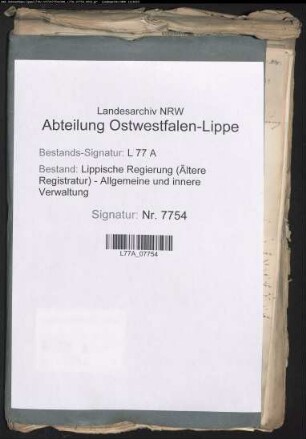 Landesarchiv NRW
Abteilung Ostwestfalen-Lippe
Bestands-Signatur: L 77 A
Bestand: Lippische Regierung (Ältere
Registratur) - Allgemeine und innere
Verwaltung
Signatur: Nr. 7754
L77A_07754